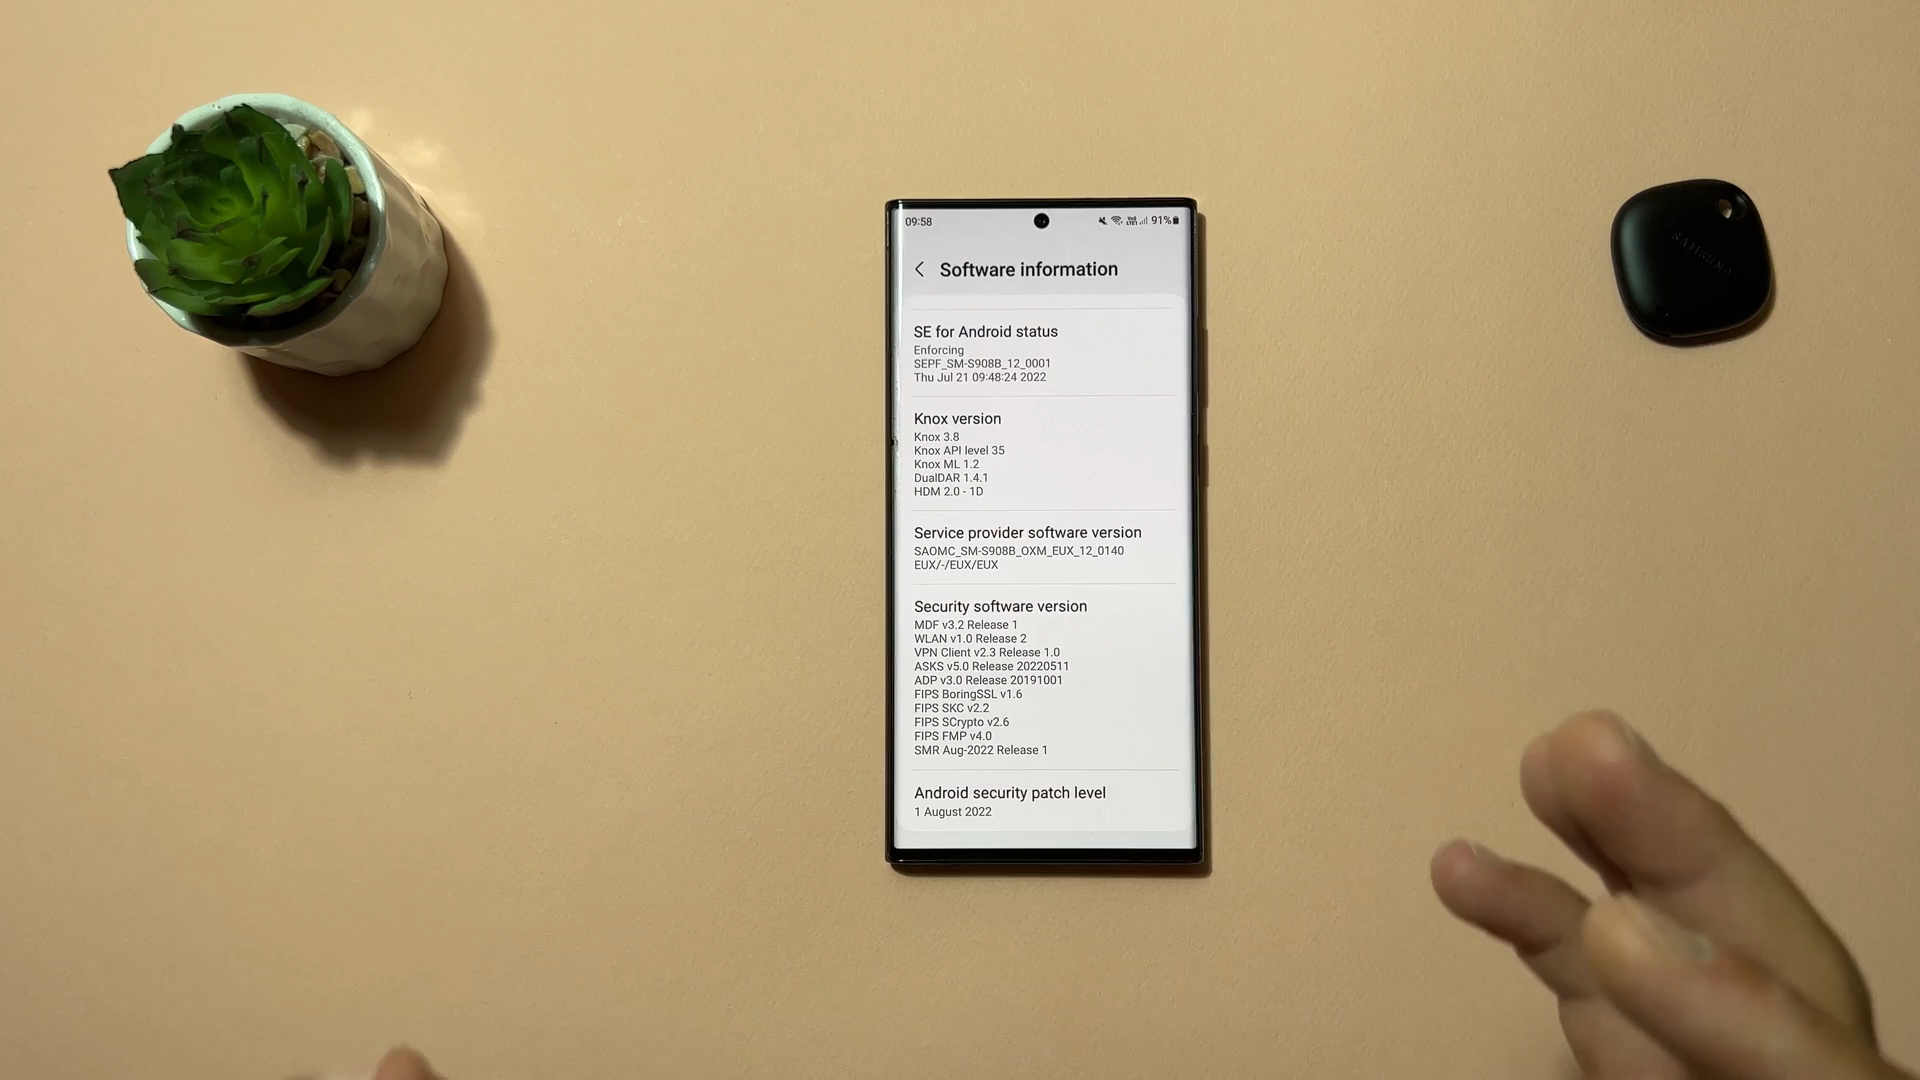 09:58
91%
Software information
SE for Android status
Enforcing
SEPF_SM-S908B_12_0001
Thu Jul 21 09:48:24 2022
Knox version
Knox 3.8
Knox API level 35
Knox ML 1.2
DualDAR 1.4.1
HDM 2.0 - 1D
Service provider software version
SAOMC_SM-S908B_OXM_EUX_12_0140
EUX/-/EUX/EUX
Security software version
MDF v3.2 Release 1
WLAN v1.0 Release 2
VPN Client v2.3 Release 1.0
ASKS v5.0 Release 20220511
ADP v3.0 Release 20191001
FIPS BoringSSL v1.6
FIPS SKC v2.2
FIPS SCrypto v2.6
FIPS FMP v4.0
SMR Aug-2022 Release 1
Android security patch level
1 August 2022
SAMSUNG